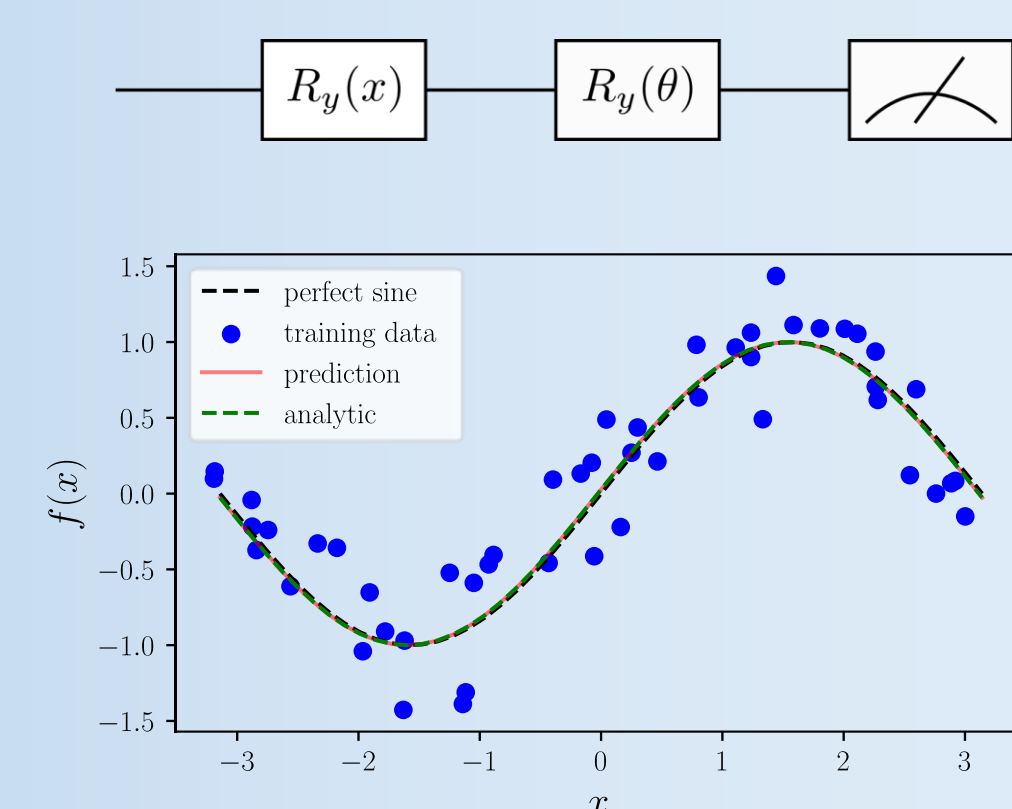 R_y(x) R_y(θ)
1.5
1.0
0.5
0.0
−0.5
−1.0
−1.5
f(x)
perfect sine
training data
prediction
analytic
−3 −2 −1 0 1 2 3
x